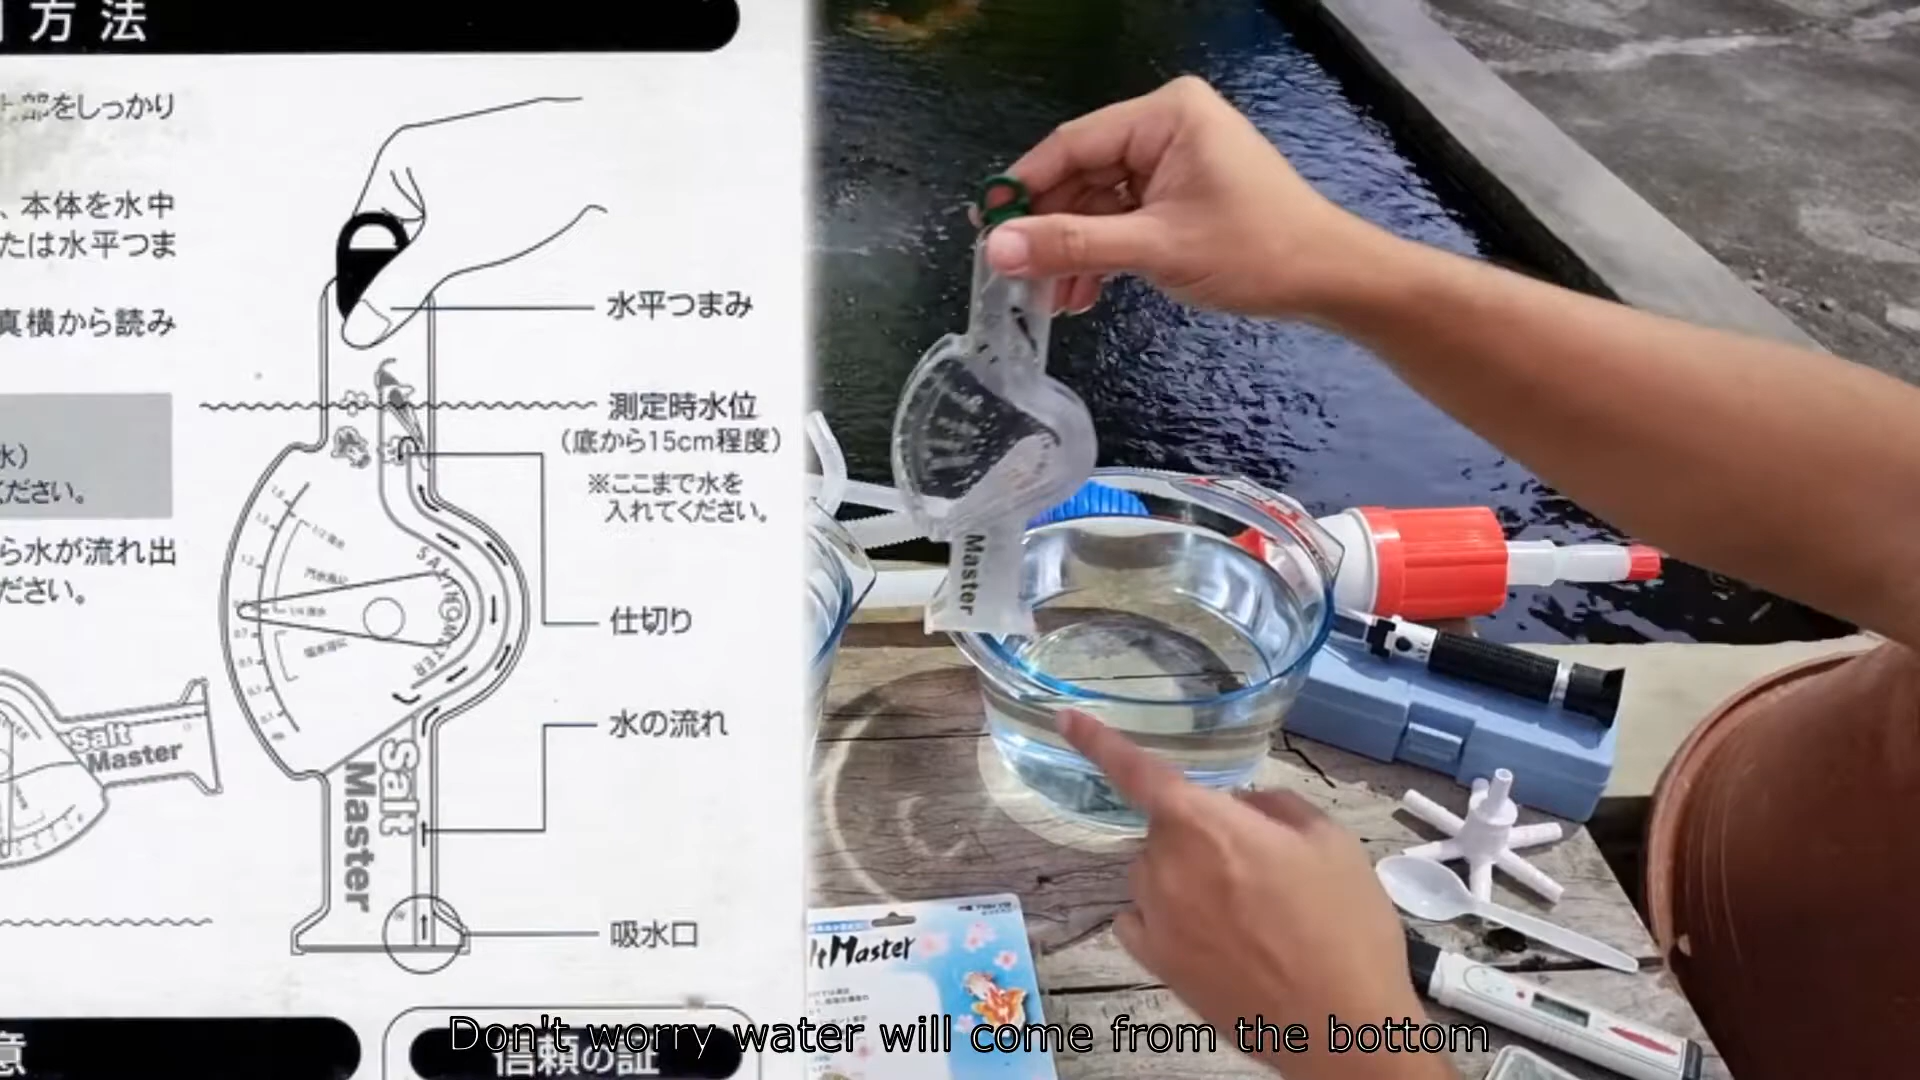 方法
部をしっかり
、本体を水中
たは水平つま
真横から読み
水）
ください。
ら水が流れ出
ださい。
水平つまみ
測定時水位
（底から15cm程度）
※ここまで水を
入れてください。
仕切り
水の流れ
吸水口
SALINOMETER
Salt
Master
Salt
Master
Master
ltMaster
意
信頼の証
Don't worry water will come from the bottom